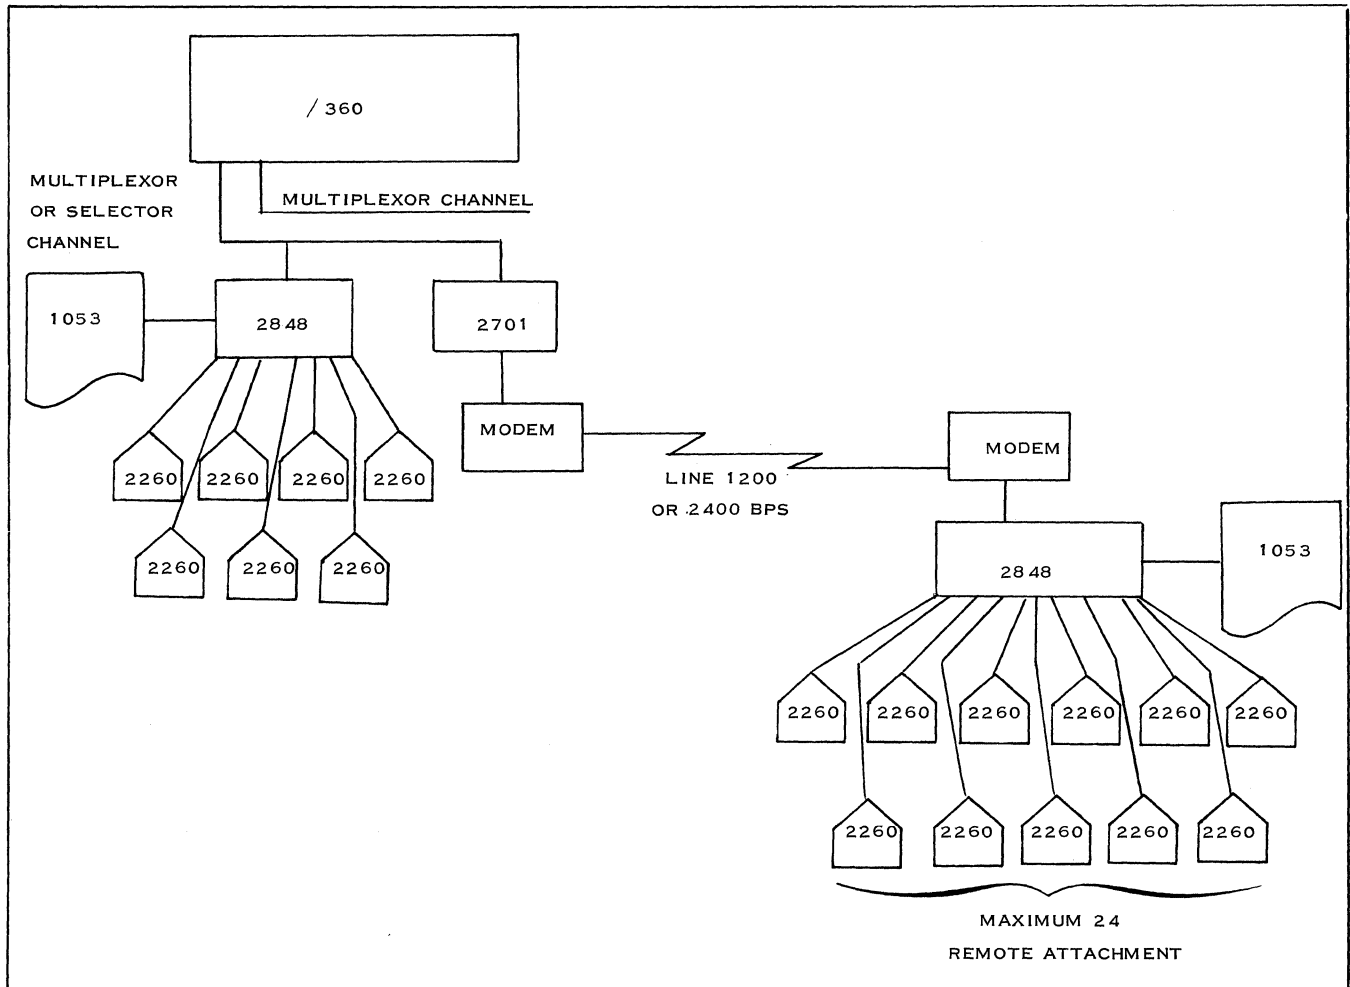 / 360
MULTIPLEXOR
OR SELECTOR
CHANNEL
MULTIPLEXOR CHANNEL
1053
2848
2701
MODEM
2260 2260 2260 2260
2260 2260 2260
LINE 1200
OR 2400 BPS
MODEM
2848
1053
2260 2260 2260 2260 2260 2260
2260 2260 2260 2260 2260
MAXIMUM 24
REMOTE ATTACHMENT